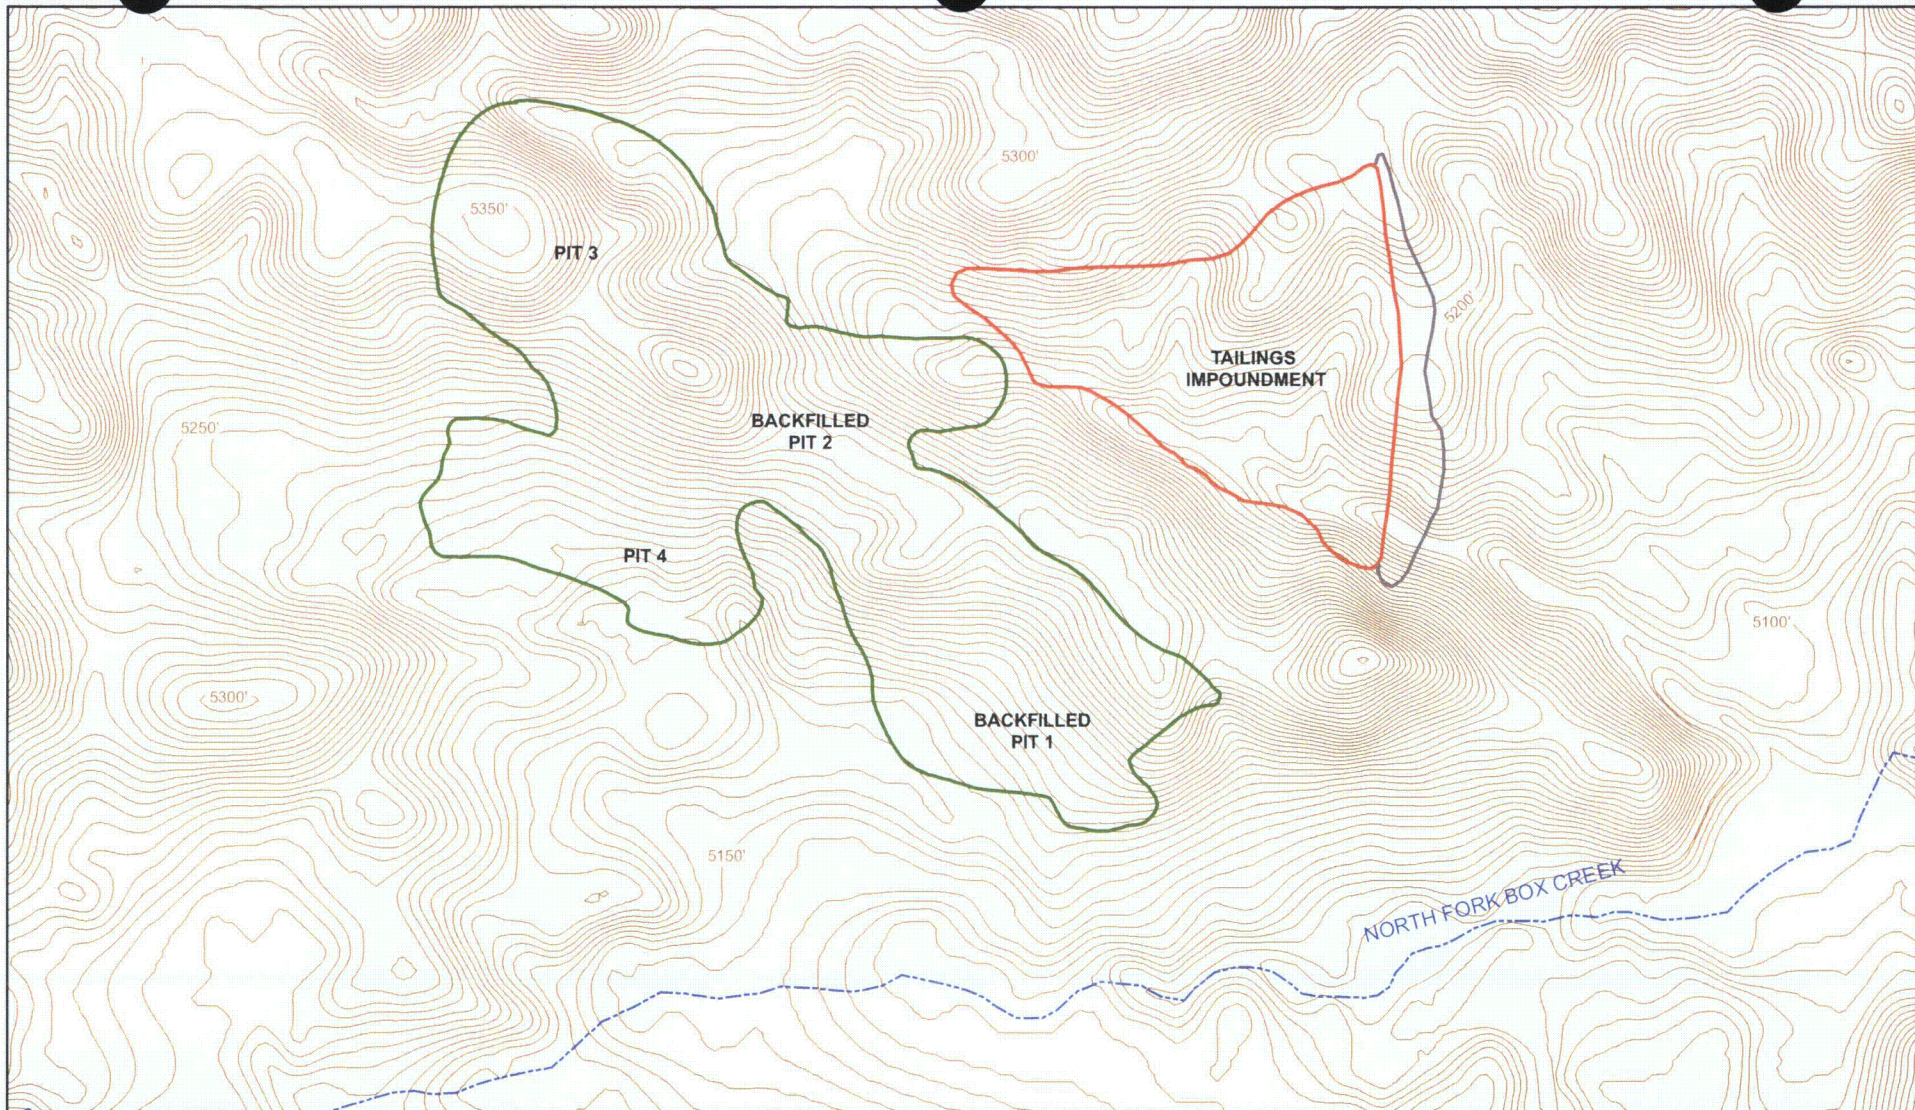 5300'
5350'
PIT 3
5200'
TAILINGS
IMPOUNDMENT
BACKFILLED
PIT 2
5250'
PIT 4
5100'
5300'
BACKFILLED
PIT 1
5150'
NORTH FORK BOX CREEK